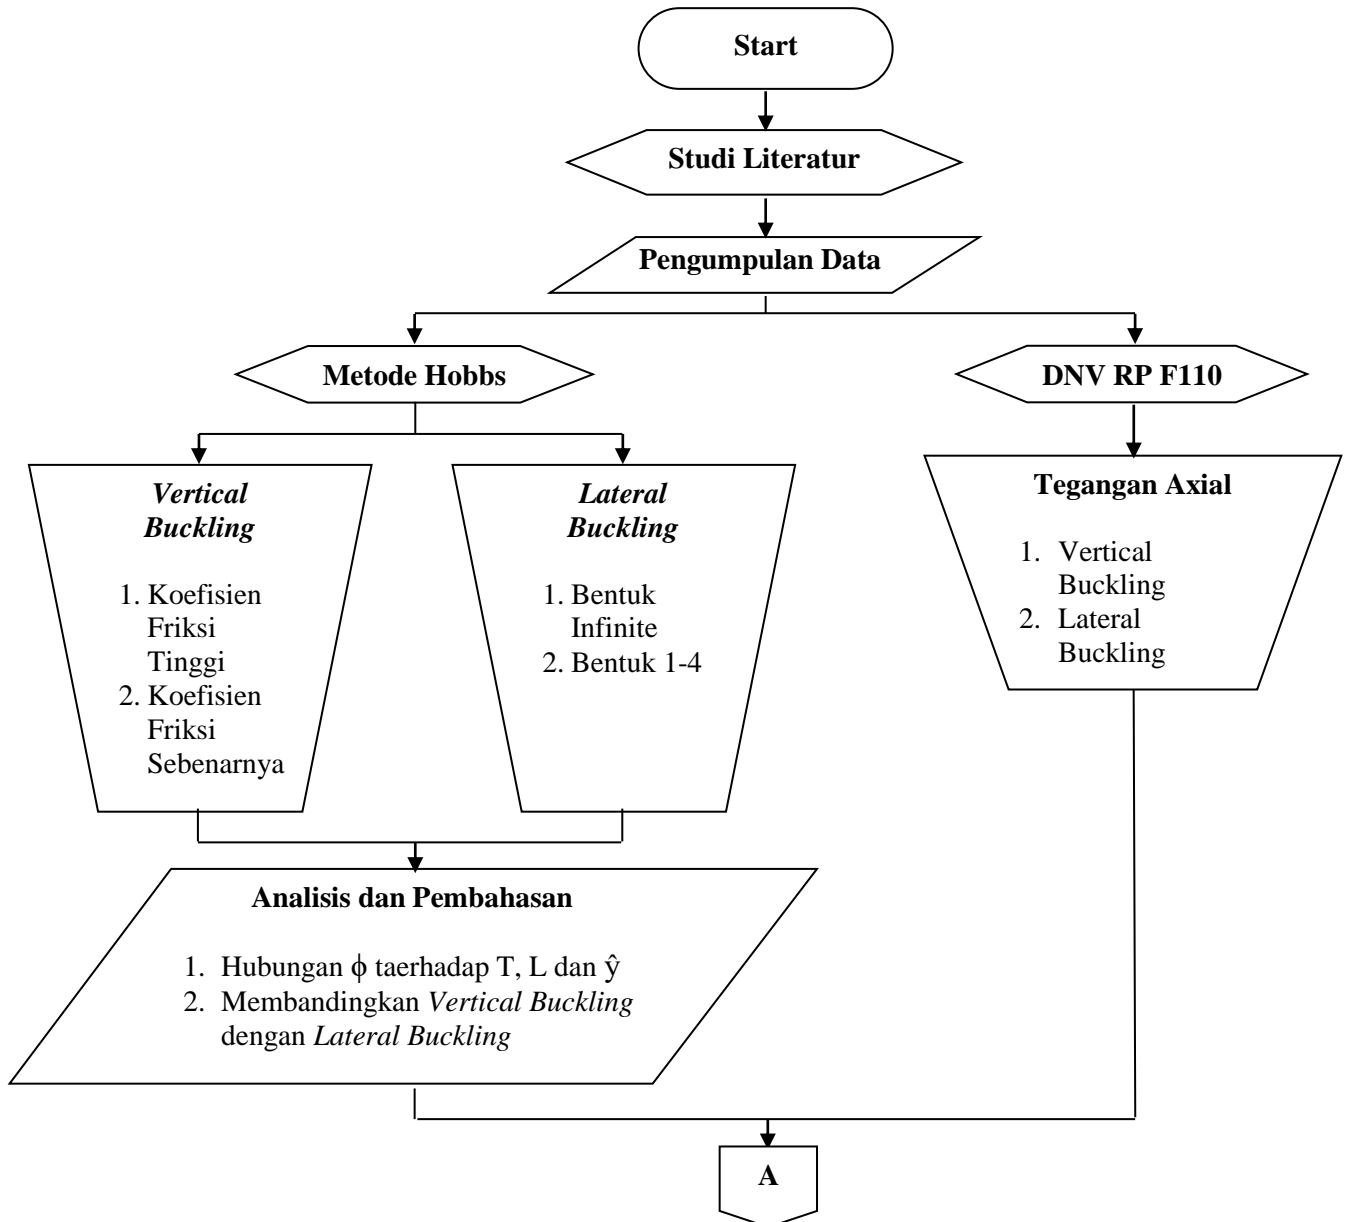 Start
Studi Literatur
Pengumpulan Data
Metode Hobbs
DNV RP F110
Vertical
Buckling
1. Koefisien
Friksi
Tinggi
2. Koefisien
Friksi
Sebenarnya
Lateral
Buckling
1. Bentuk
Infinite
2. Bentuk 1-4
Tegangan Axial
1. Vertical
Buckling
2. Lateral
Buckling
Analisis dan Pembahasan
1. Hubungan ϕ taerhadap T, L dan ŷ
2. Membandingkan Vertical Buckling
dengan Lateral Buckling
A